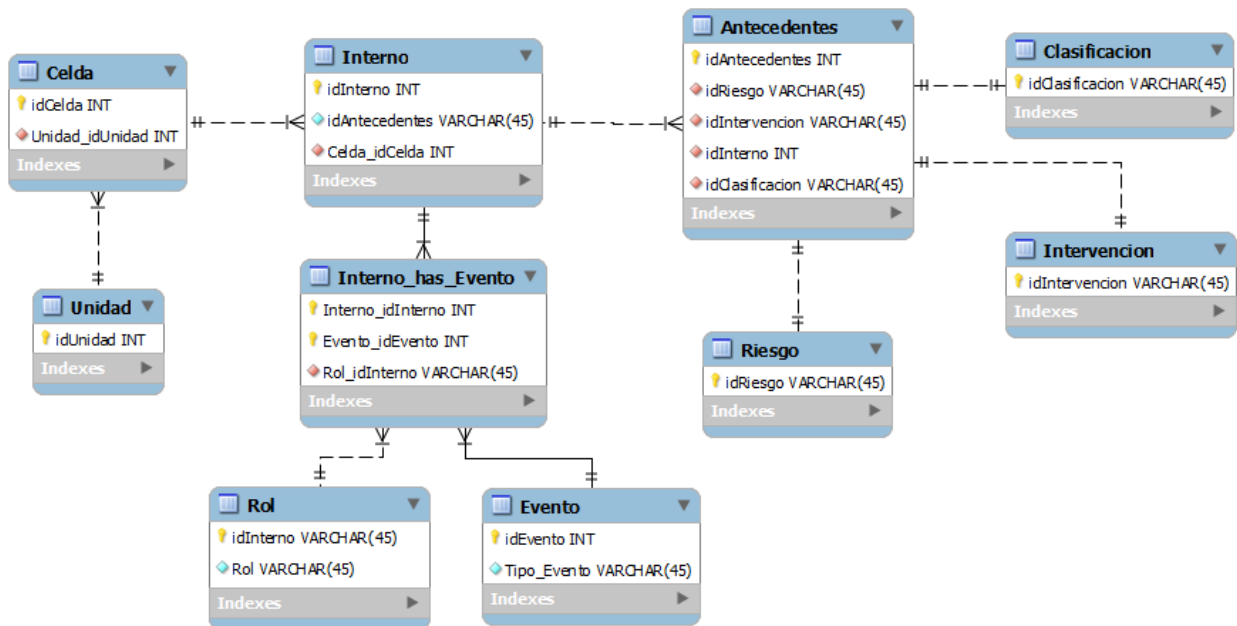 Celda
idCelda INT
Unidad_idUnidad INT
Indexes
Unidad
idUnidad INT
Indexes
Interno
idInterno INT
idAntecedentes VARCHAR(45)
Celda_idCelda INT
Indexes
Interno_has_Evento
Interno_idInterno INT
Evento_idEvento INT
Rol_idInterno VARCHAR(45)
Indexes
Rol
idInterno VARCHAR(45)
Rol VARCHAR(45)
Indexes
Evento
idEvento INT
Tipo_Evento VARCHAR(45)
Indexes
Antecedentes
idAntecedentes INT
idRiesgo VARCHAR(45)
idIntervencion VARCHAR(45)
idInterno INT
idClasificacion VARCHAR(45)
Indexes
Riesgo
idRiesgo VARCHAR(45)
Indexes
Clasificacion
idClasificacion VARCHAR(45)
Indexes
Intervencion
idIntervencion VARCHAR(45)
Indexes